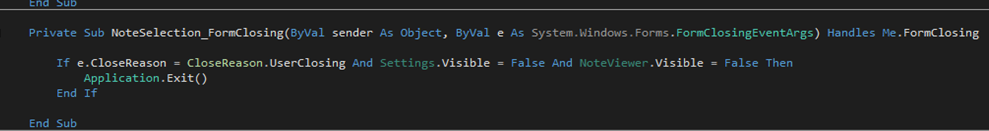 End Sub
Private Sub NoteSelection_FormClosing(ByVal sender As Object, ByVal e As System.Windows.Forms.FormClosingEventArgs) Handles Me.FormClosing
If e.CloseReason = CloseReason.UserClosing And Settings.Visible = False And NoteViewer.Visible = False Then
Application.Exit()
End If
End Sub